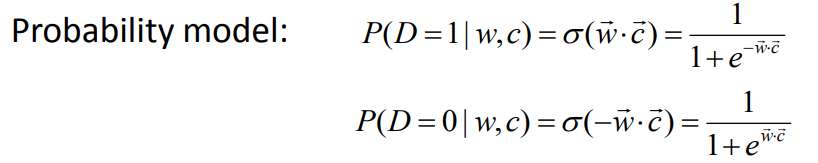 Probability model: P(D=1| w,c) = σ(w⃗·c⃗) = 1/(1+e^(−w⃗·c⃗))
P(D=0| w,c) = σ(−w⃗·c⃗) = 1/(1+e^(w⃗·c⃗))